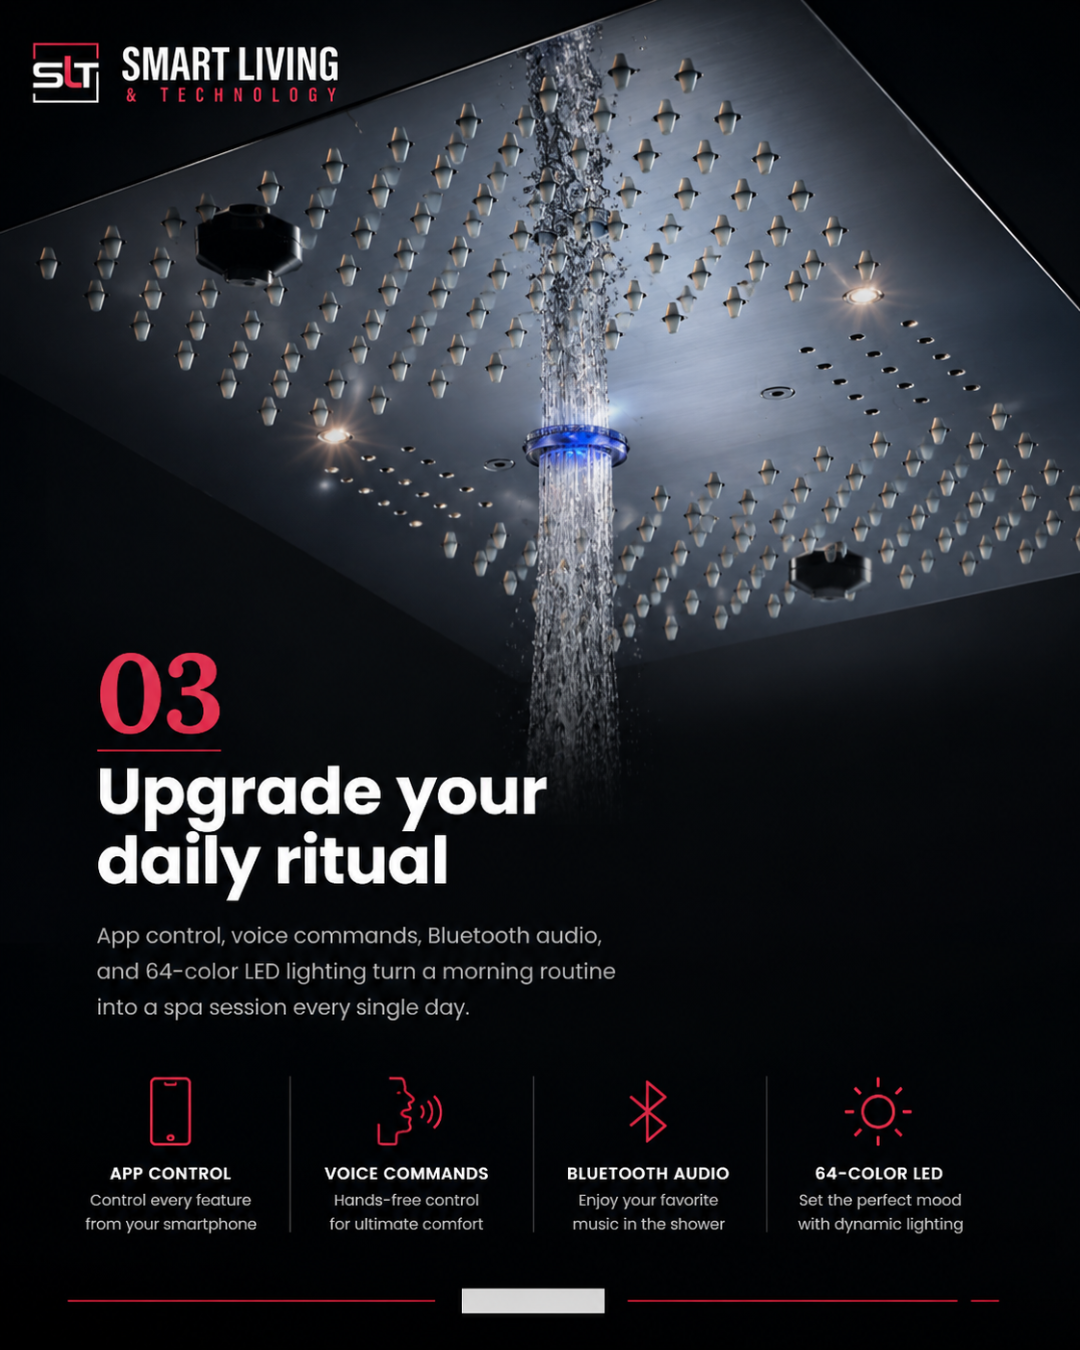 SLT
SMART LIVING
& TECHNOLOGY
03
Upgrade your
daily ritual
App control, voice commands, Bluetooth audio,
and 64-color LED lighting turn a morning routine
into a spa session every single day.
APP CONTROL
Control every feature
from your smartphone
VOICE COMMANDS
Hands-free control
for ultimate comfort
BLUETOOTH AUDIO
Enjoy your favorite
music in the shower
64-COLOR LED
Set the perfect mood
with dynamic lighting